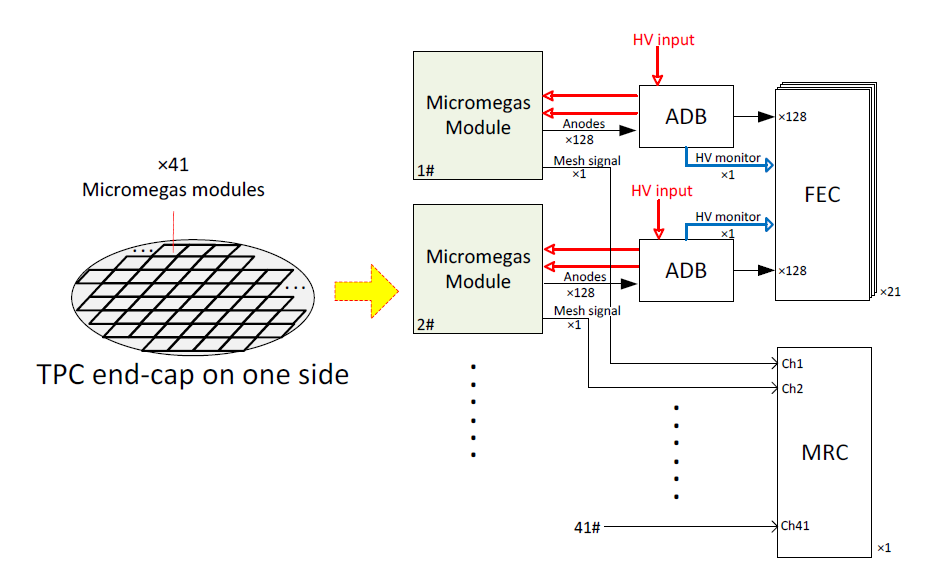 ×41
Micromegas modules
...
...
TPC end-cap on one side
HV input
Micromegas
Module
1#
Anodes
×128
Mesh signal
×1
ADB
HV monitor
×1
×128
FEC
HV input
Micromegas
Module
2#
Anodes
×128
Mesh signal
×1
ADB
HV monitor
×1
×128
×21
Ch1
Ch2
MRC
41#
Ch41
×1